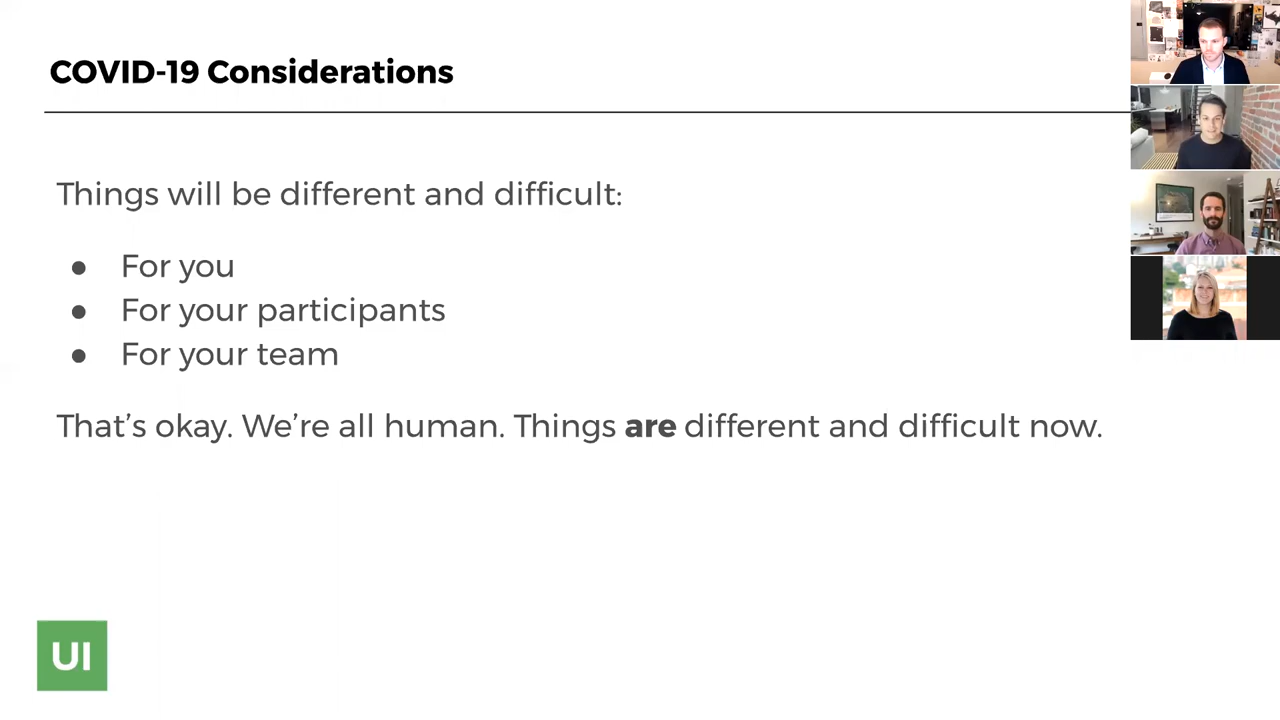 COVID-19 Considerations
Things will be different and difficult:
● For you
● For your participants
● For your team
That's okay. We're all human. Things are different and difficult now.
UI